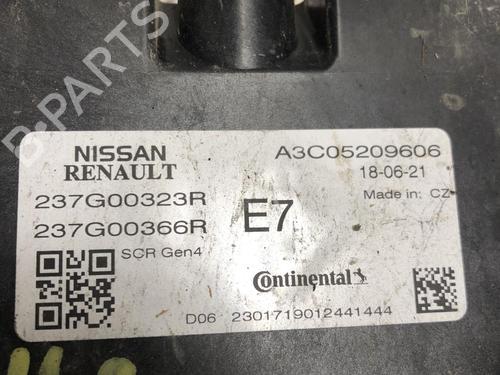 NISSAN
RENAULT
A3C05209606
18-06-21
237G00323R
Made in: CZ
237G00366R
E7
SCR Gen4
Continental
D06 2301719012441444
B-PARTS